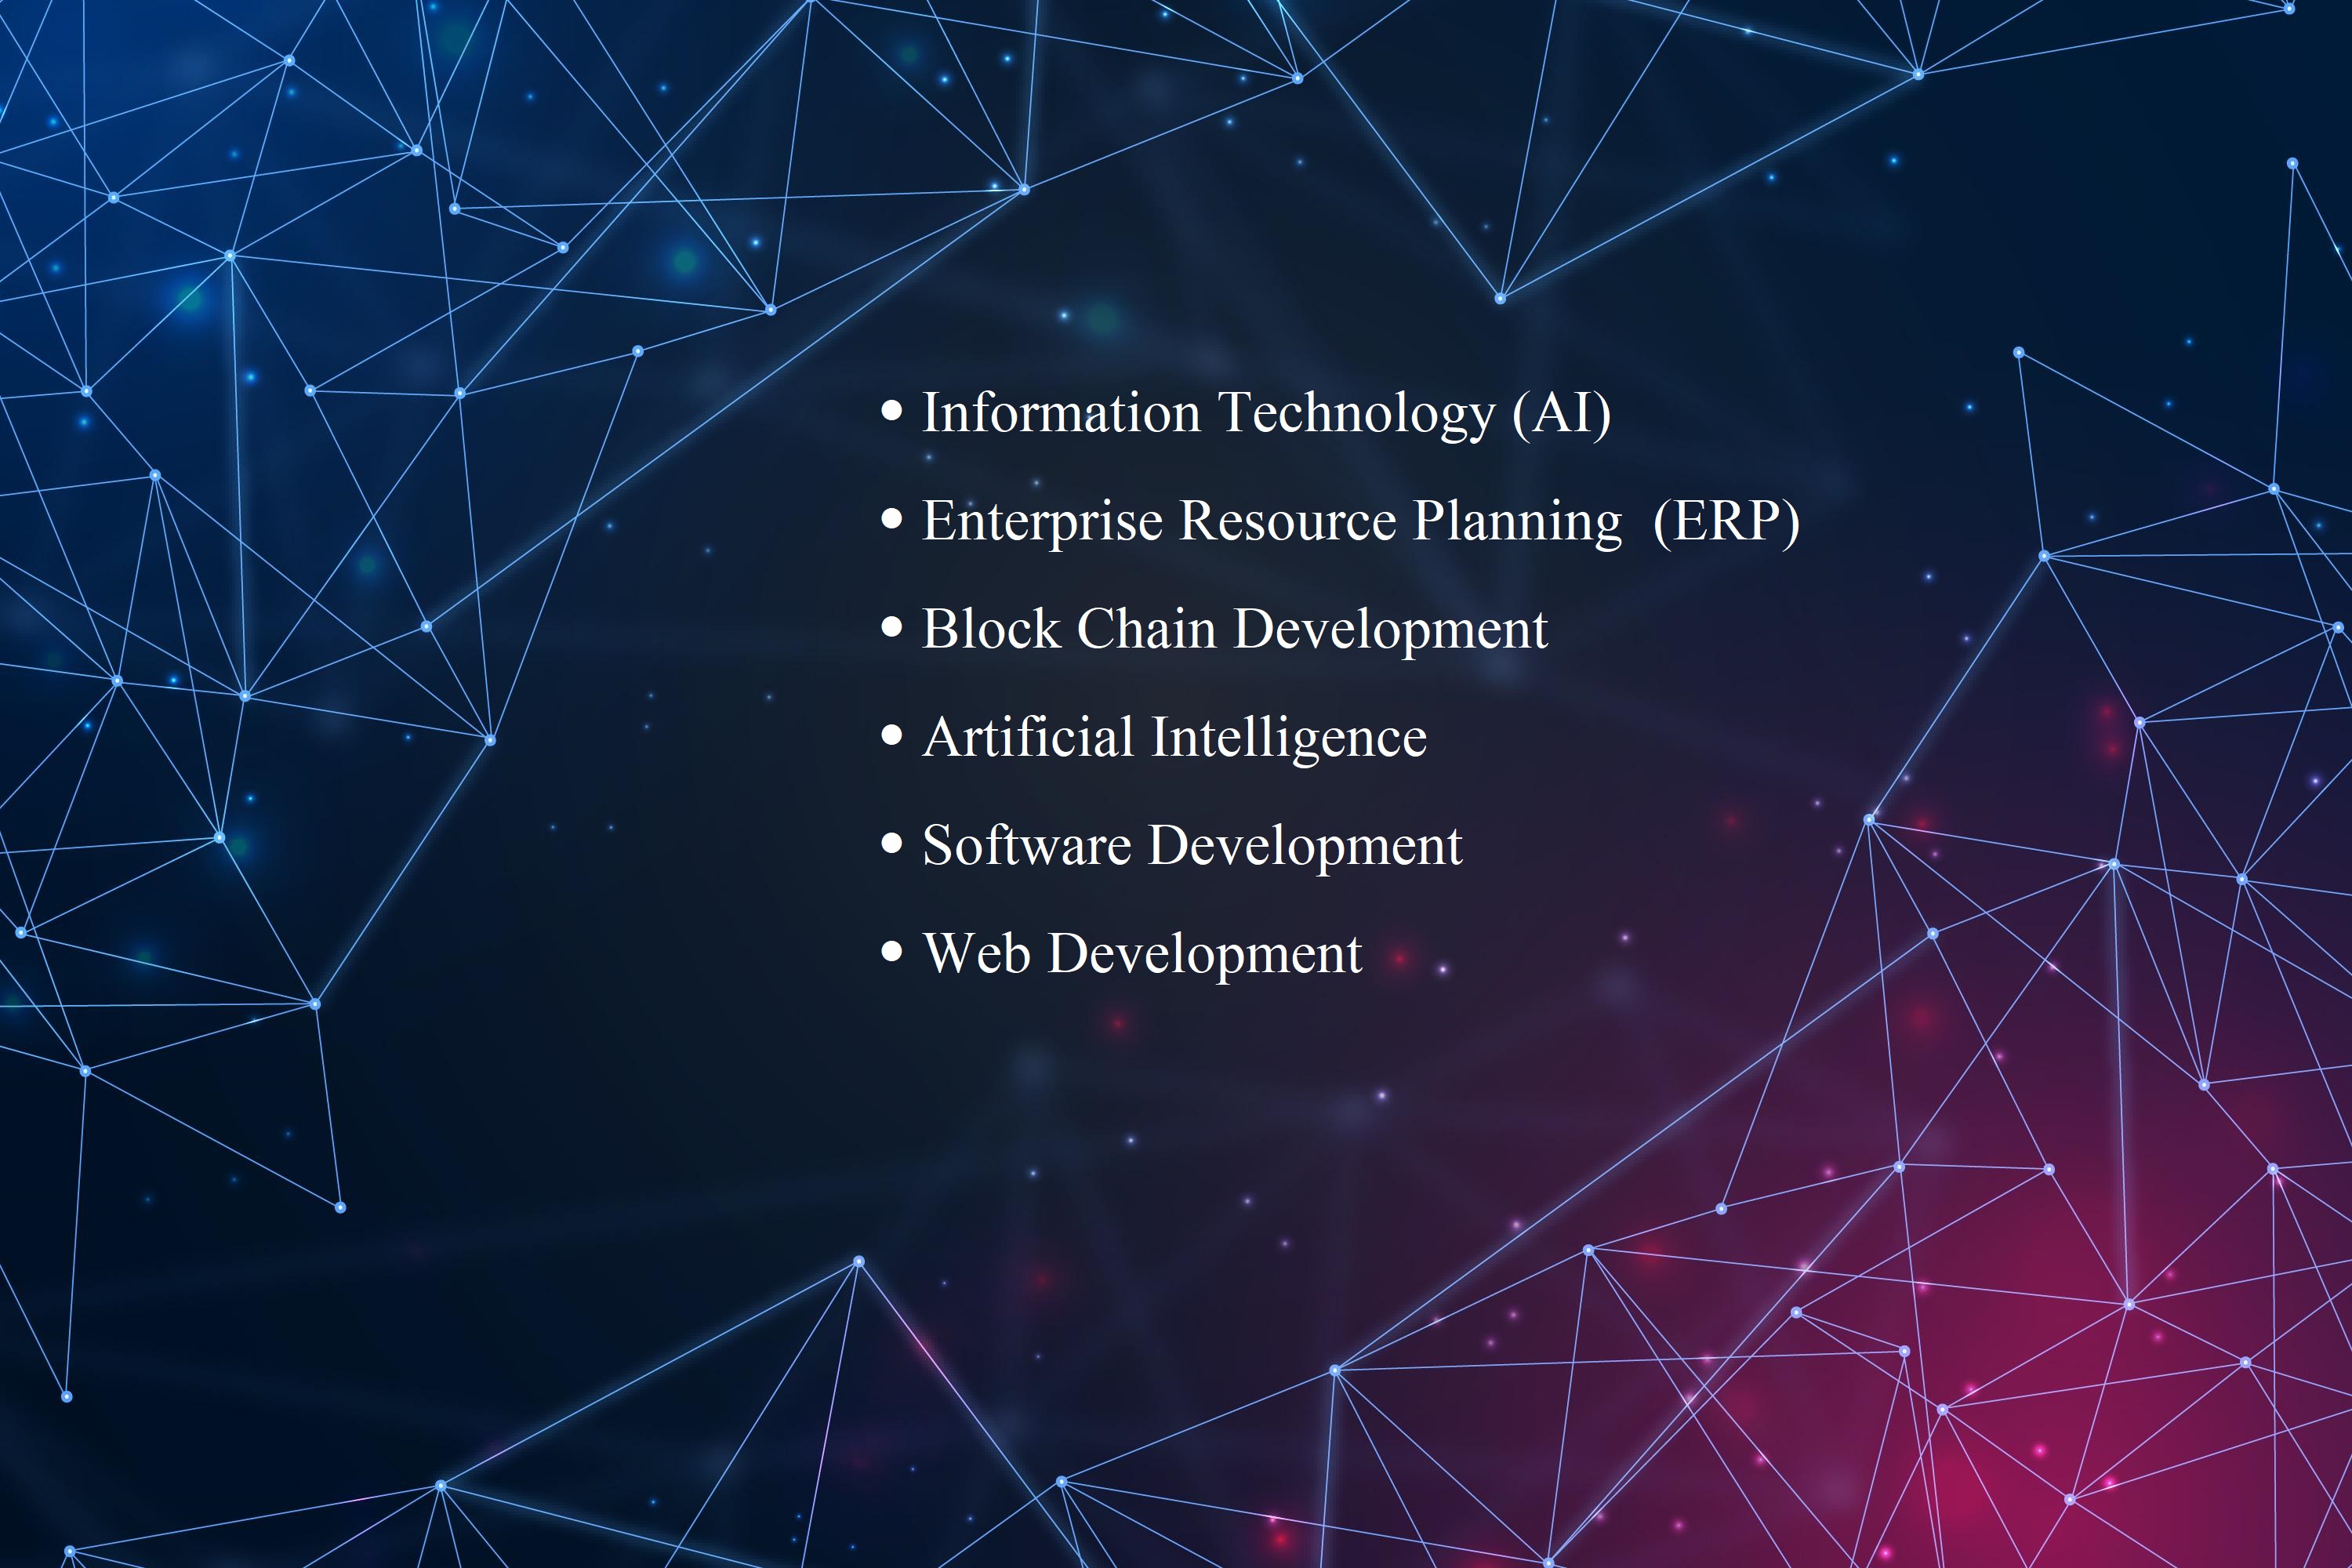 • Information Technology (AI)
• Enterprise Resource Planning  (ERP)
• Block Chain Development
• Artificial Intelligence
• Software Development
• Web Development